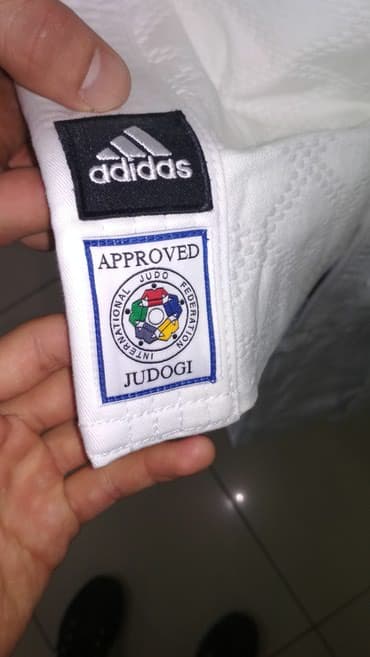 adidas
APPROVED
INTERNATIONAL JUDO FEDERATION
JUDOGI